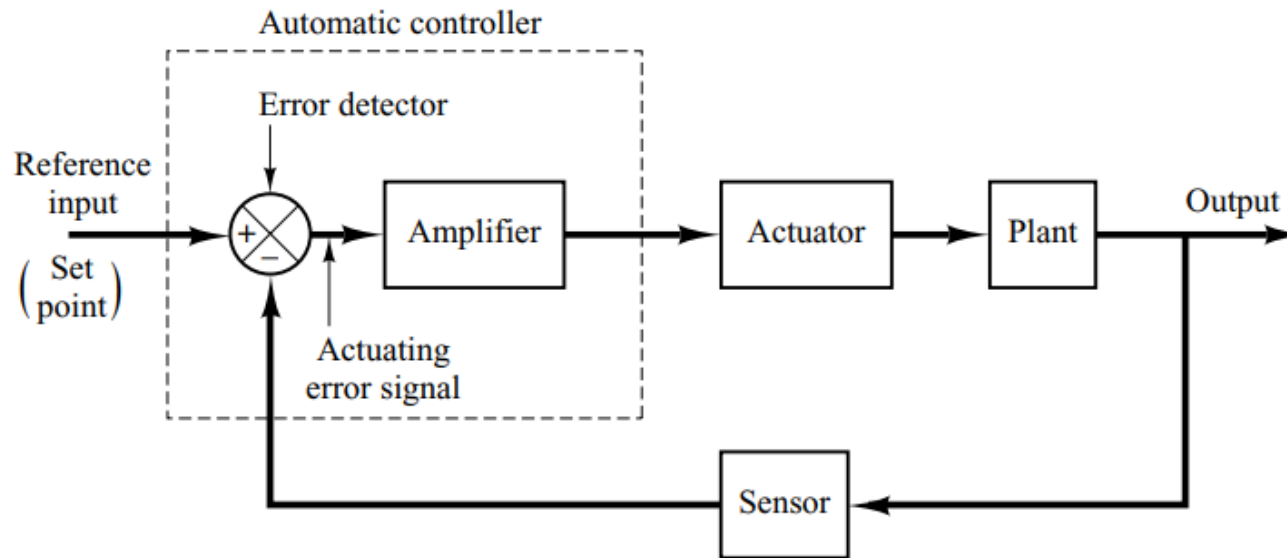 Automatic controller
Error detector
Reference
input
(Set
point)
+
−
Amplifier
Actuator
Plant
Output
Actuating
error signal
Sensor